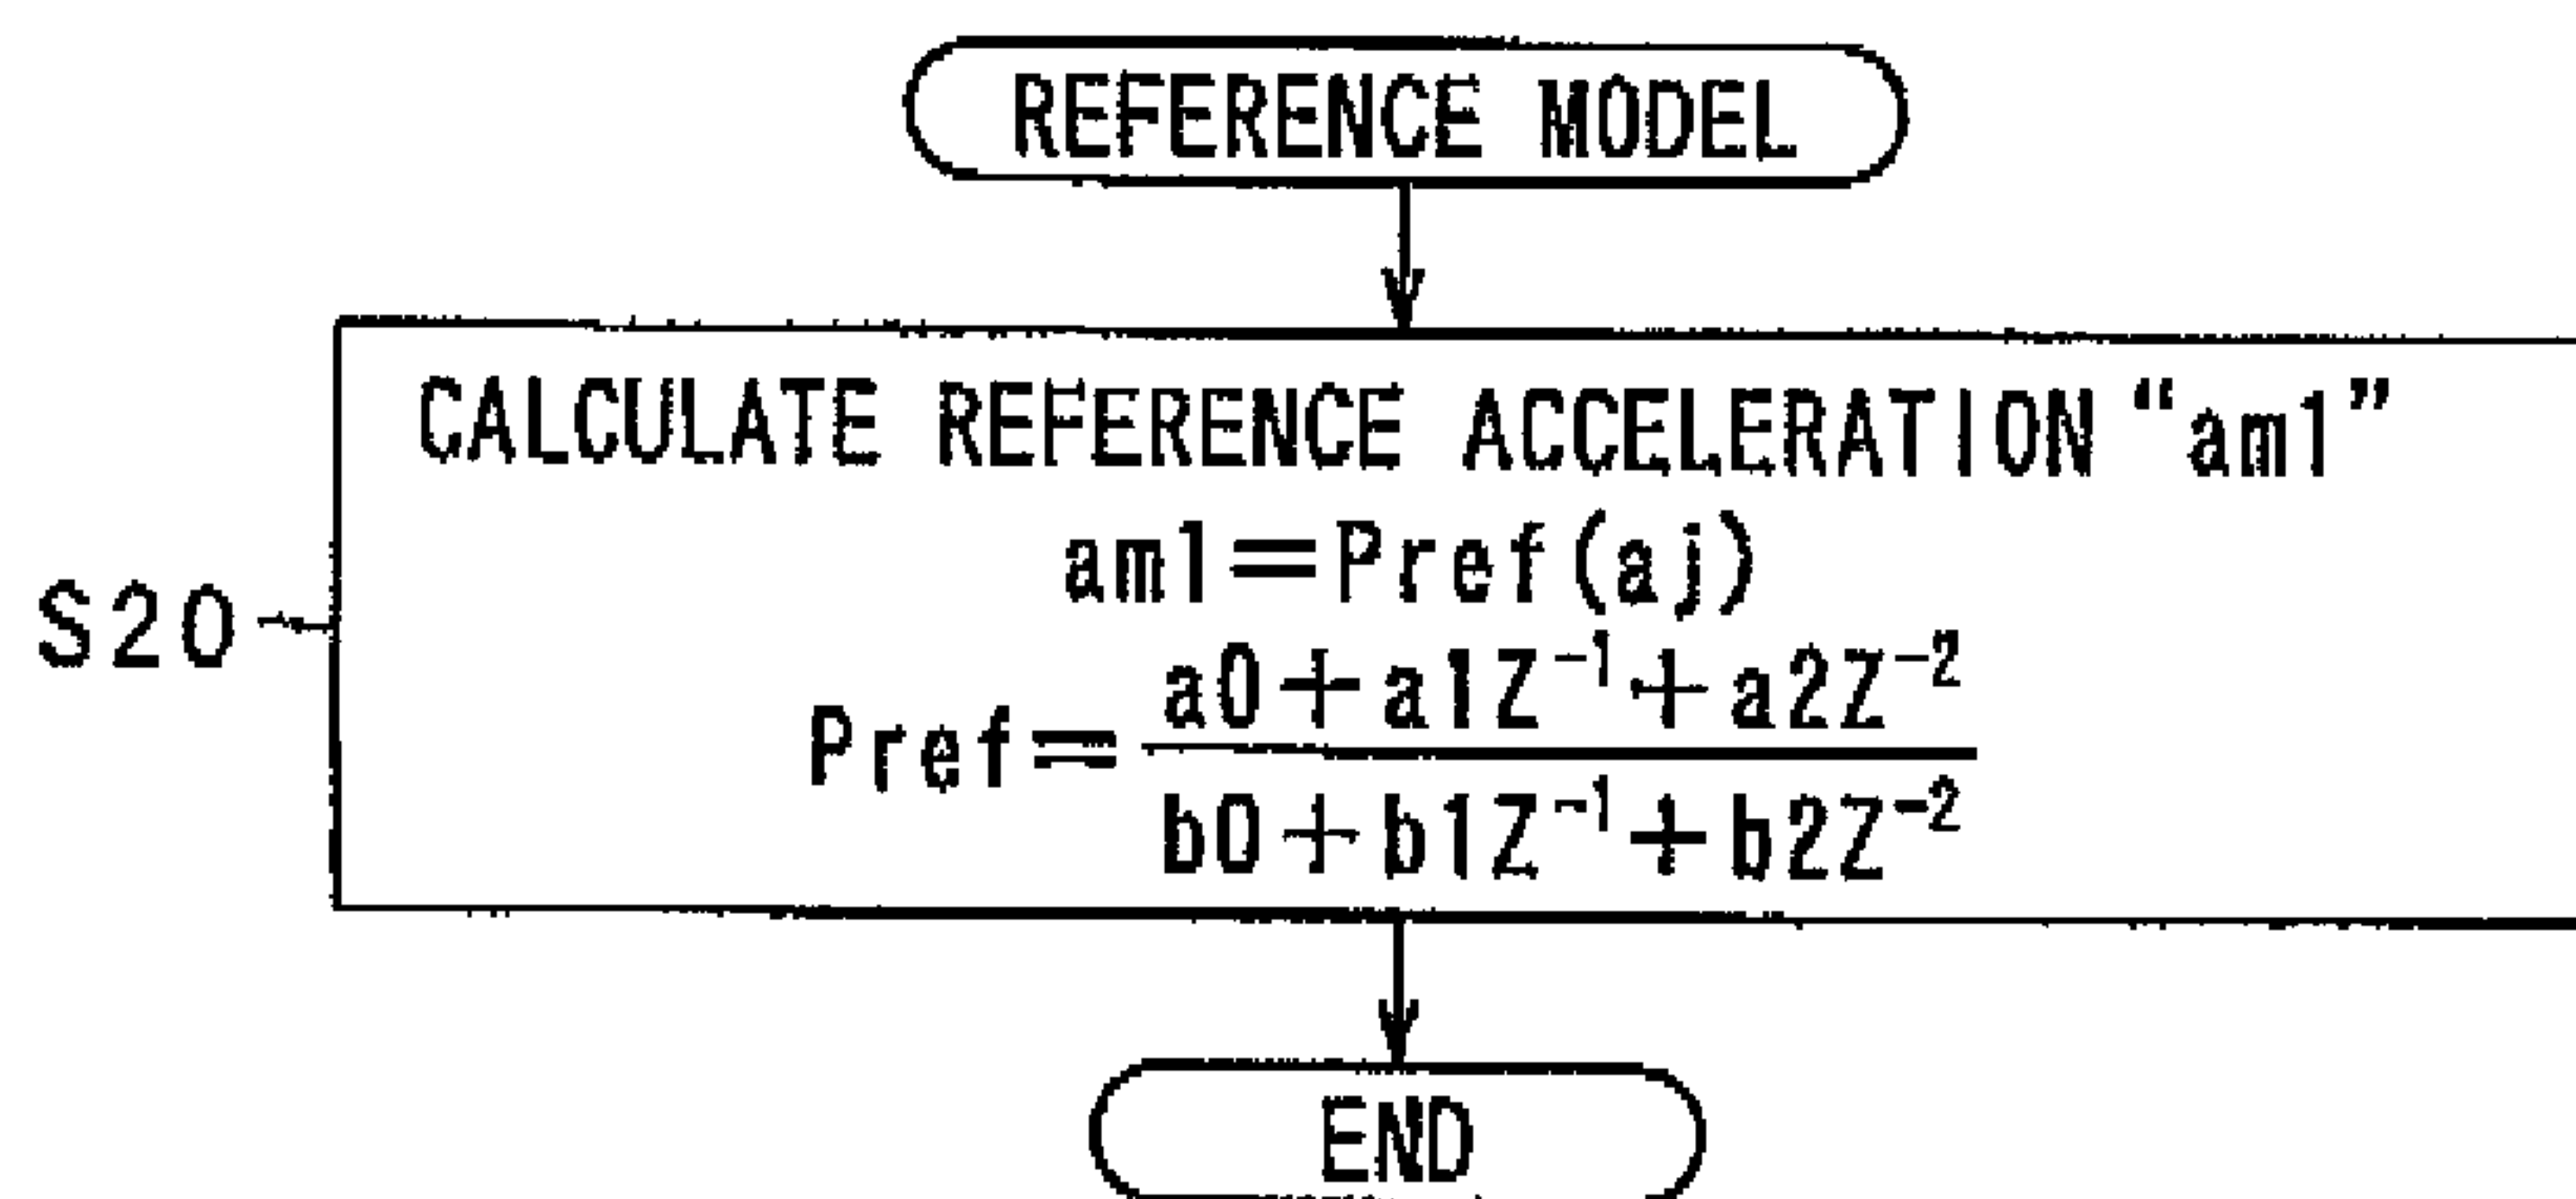 REFERENCE MODEL
CALCULATE REFERENCE ACCELERATION “am1”
am1=Pref(aj)
S20
Pref=
a0+a1Z⁻¹+a2Z⁻²
b0+b1Z⁻¹+b2Z⁻²
END